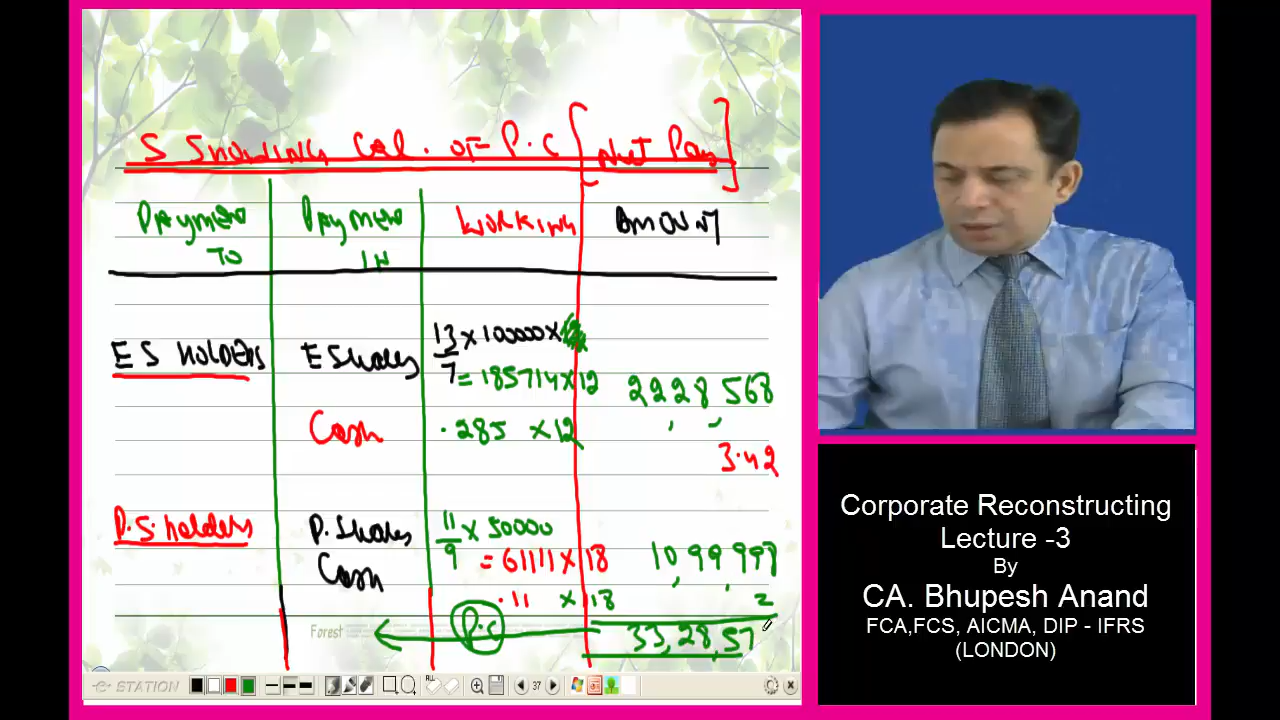 S SHOWING Cal. OF P.C [Net Pay]
Payment TO
Payment IN
WORKING
AMOUNT
E S HOLDERS
E Shares
13/7 × 100000 ×
= 185714 × 12
2228,568
Cash
.285 × 12
3.42
P.S. holders
P. Shares
11/9 × 50000
= 61111 × 18
1099998
Cash
.11 × 18
2
P.C
33,28,57
Forest
e-STATION
37
Corporate Reconstructing
Lecture -3
By
CA. Bhupesh Anand
FCA,FCS, AICMA, DIP - IFRS
(LONDON)